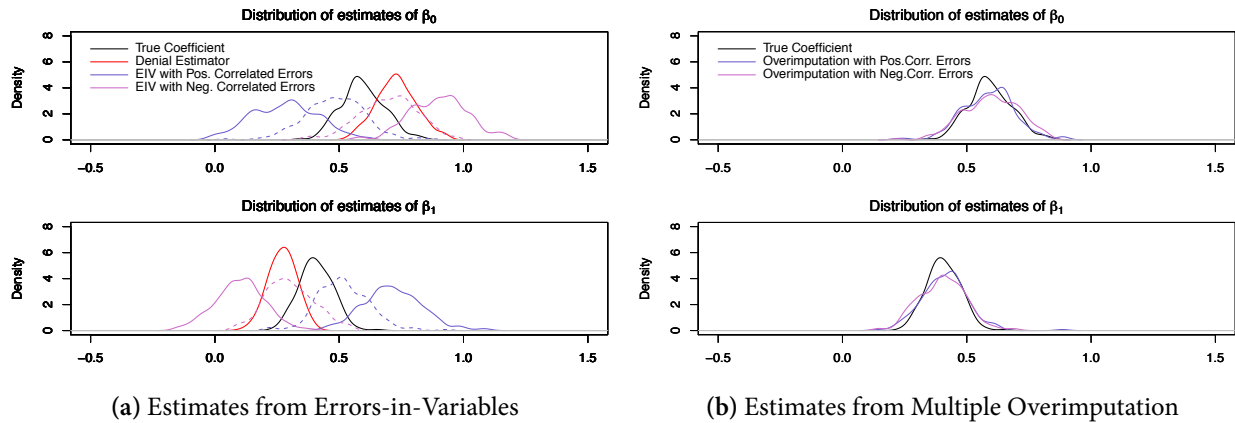 Distribution of estimates of β0
8
6
4
2
0
Density
True Coefficient
Denial Estimator
EIV with Pos. Correlated Errors
EIV with Neg. Correlated Errors
-0.5 0.0 0.5 1.0 1.5
Distribution of estimates of β1
8
6
4
2
0
Density
-0.5 0.0 0.5 1.0 1.5
(a) Estimates from Errors-in-Variables
Distribution of estimates of β0
8
6
4
2
0
Density
True Coefficient
Overimputation with Pos.Corr. Errors
Overimputation with Neg.Corr. Errors
-0.5 0.0 0.5 1.0 1.5
Distribution of estimates of β1
8
6
4
2
0
Density
-0.5 0.0 0.5 1.0 1.5
(b) Estimates from Multiple Overimputation